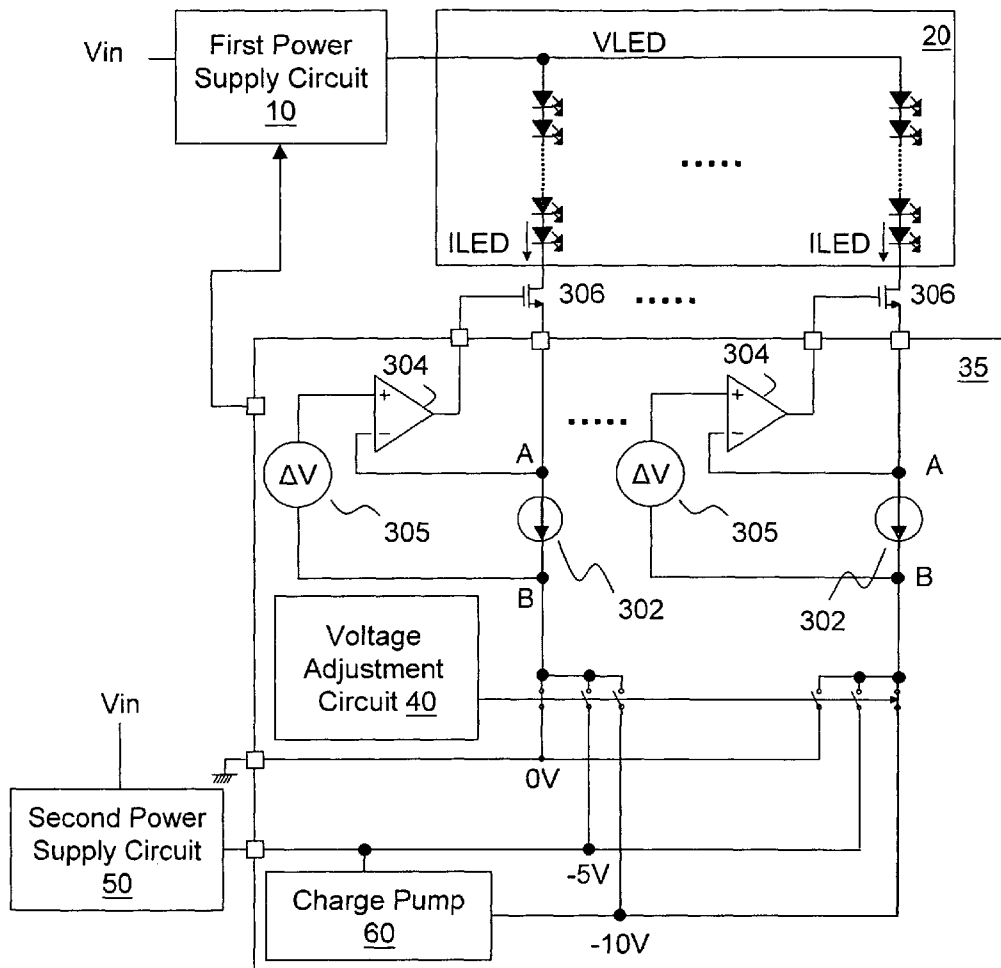 Vin
First Power
Supply Circuit
10
VLED
20
ILED
ILED
306
306
35
304
304
A
A
ΔV
ΔV
305
305
302
302
B
B
Voltage
Adjustment
Circuit 40
Vin
0V
Second Power
Supply Circuit
50
-5V
Charge Pump
60
-10V